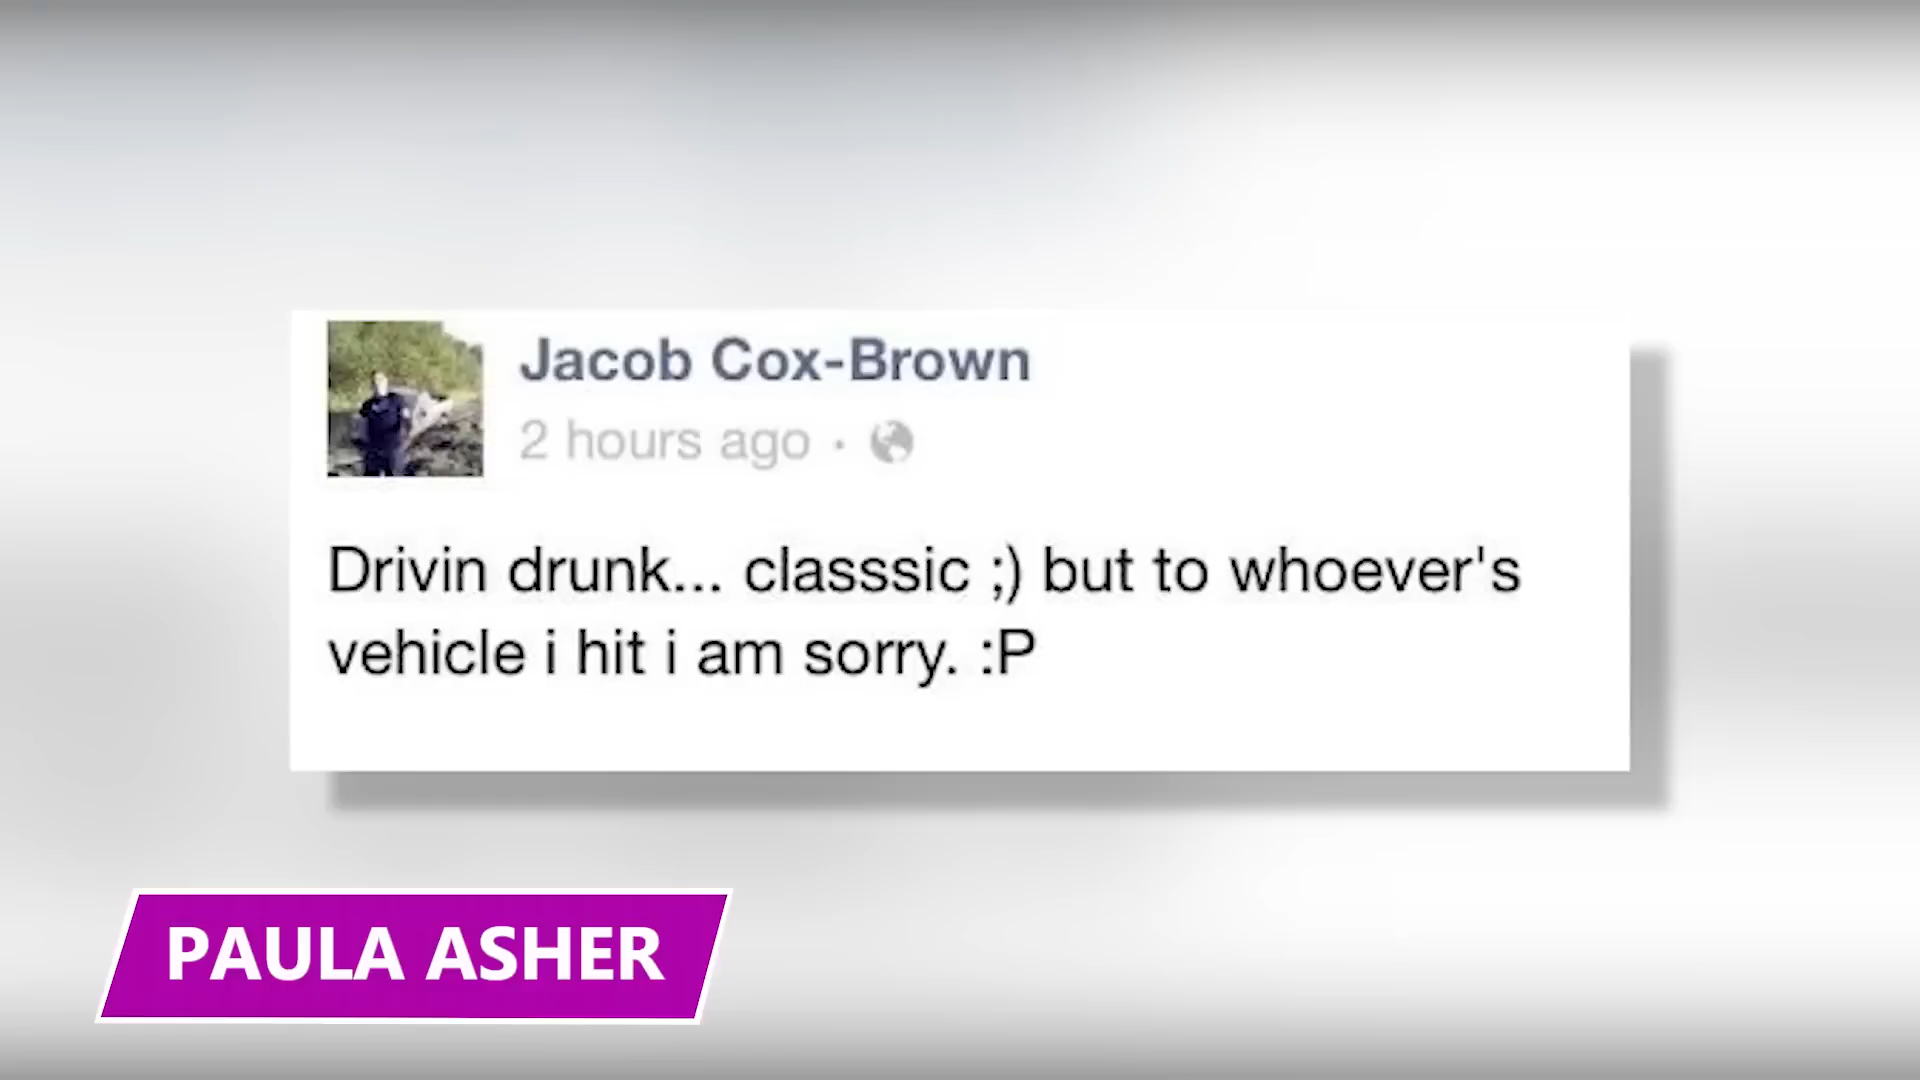 Jacob Cox-Brown
2 hours ago ·
Drivin drunk... classsic ;) but to whoever's
vehicle i hit i am sorry. :P
PAULA ASHER